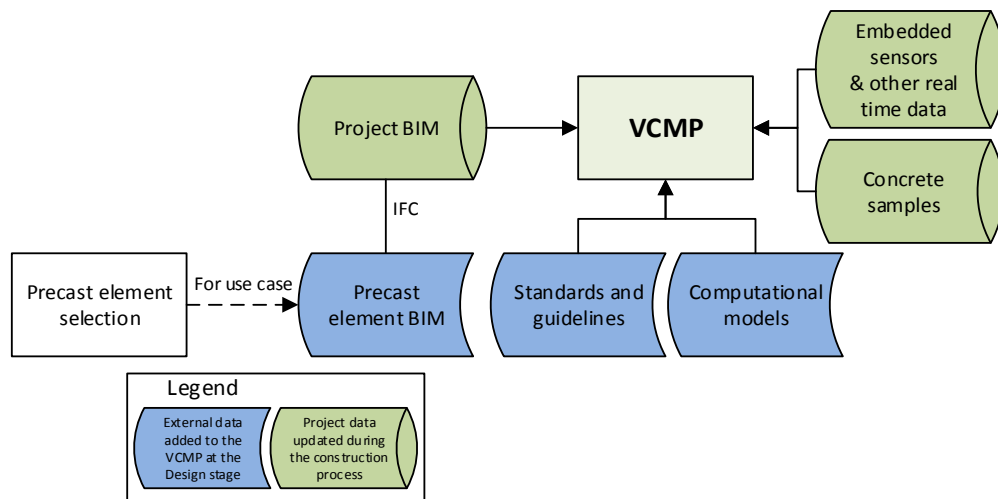 Embedded
sensors
& other real
time data
Project BIM
VCMP
Concrete
samples
IFC
For use case
Precast element
selection
Precast
element BIM
Standards and
guidelines
Computational
models
Legend
External data
added to the
VCMP at the
Design stage
Project data
updated during
the construction
process